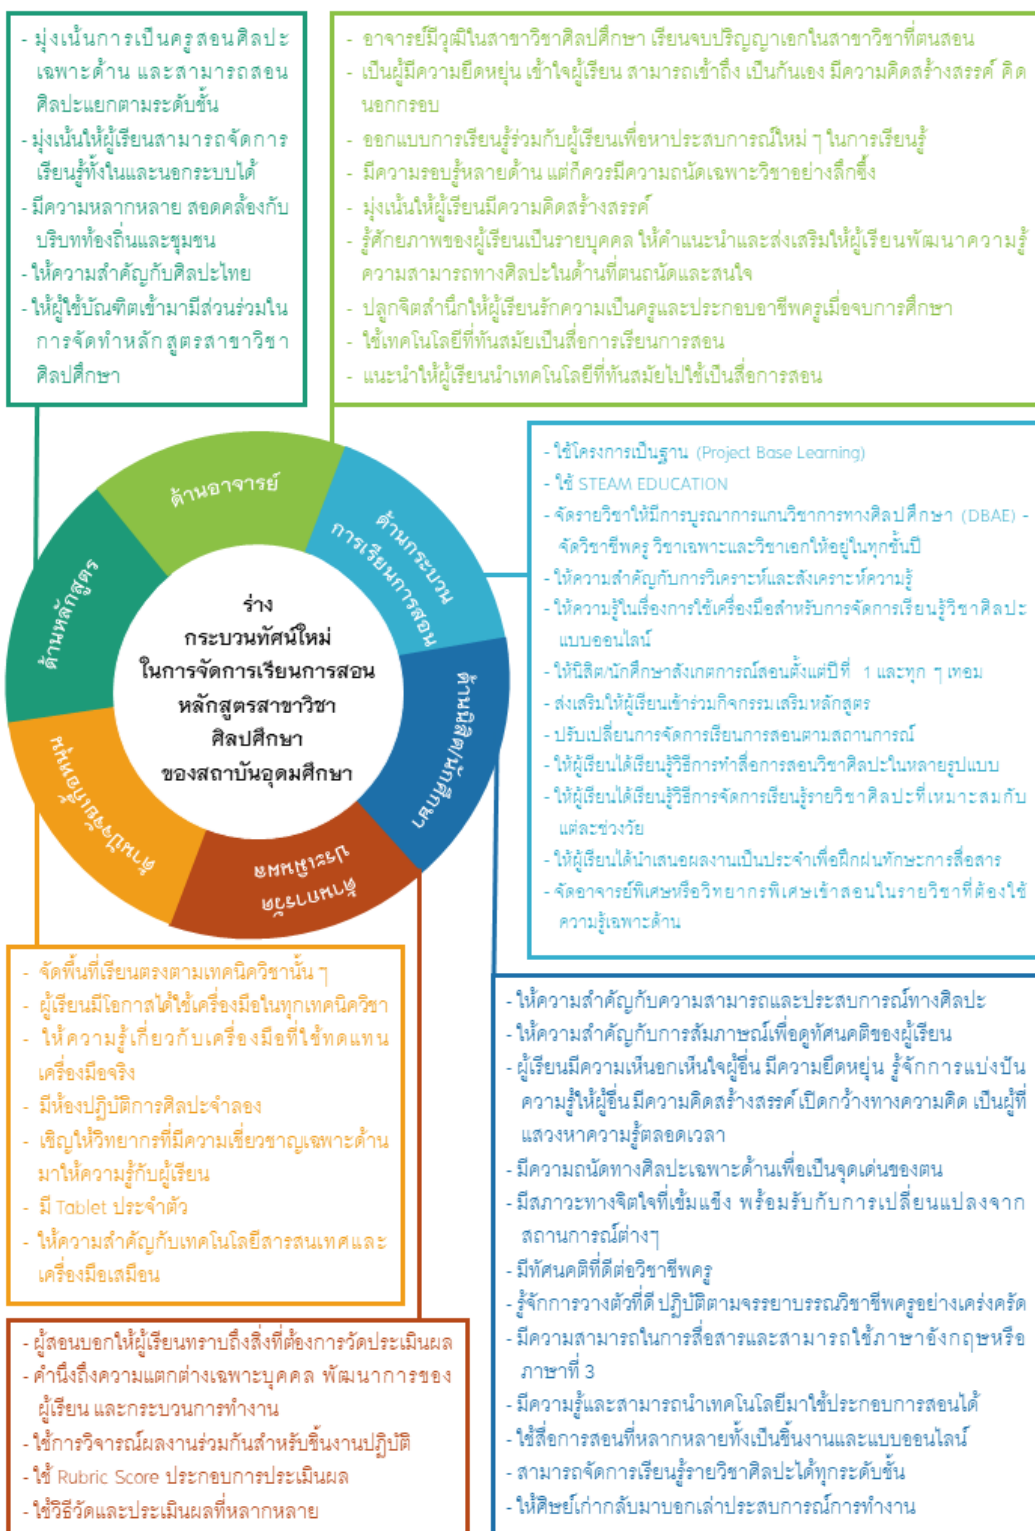 - มุ่งเน้นการเป็นครูสอนศิลปะ
เฉพาะด้าน และสามารถสอน
ศิลปะแยกตามระดับชั้น
- มุ่งเน้นให้ผู้เรียนสามารถจัดการ
เรียนรู้ทั้งในและนอกระบบได้
- มีความหลากหลาย สอดคล้องกับ
บริบทท้องถิ่นและชุมชน
- ให้ความสำคัญกับศิลปะไทย
- ให้ผู้ใช้บัณฑิตเข้ามามีส่วนร่วมใน
การจัดทำหลักสูตรสาขาวิชา
ศิลปศึกษา
- อาจารย์มีวุฒิในสาขาวิชาศิลปศึกษา เรียนจบปริญญาเอกในสาขาวิชาที่ตนสอน
- เป็นผู้มีความยืดหยุ่น เข้าใจผู้เรียน สามารถเข้าถึง เป็นกันเอง มีความคิดสร้างสรรค์ คิด
นอกกรอบ
- ออกแบบการเรียนรู้ร่วมกับผู้เรียนเพื่อหาประสบการณ์ใหม่ ๆ ในการเรียนรู้
- มีความรอบรู้หลายด้าน แต่ก็ควรมีความถนัดเฉพาะวิชาอย่างลึกซึ้ง
- มุ่งเน้นให้ผู้เรียนมีความคิดสร้างสรรค์
- รู้ศักยภาพของผู้เรียนเป็นรายบุคคล ให้คำแนะนำและส่งเสริมให้ผู้เรียนพัฒนาความรู้
ความสามารถทางศิลปะในด้านที่ตนถนัดและสนใจ
- ปลูกจิตสำนึกให้ผู้เรียนรักความเป็นครูและประกอบอาชีพครูเมื่อจบการศึกษา
- ใช้เทคโนโลยีที่ทันสมัยเป็นสื่อการเรียนการสอน
- แนะนำให้ผู้เรียนนำเทคโนโลยีที่ทันสมัยไปใช้เป็นสื่อการสอน
ด้านอาจารย์
ด้านกระบวน
การเรียนการสอน
ด้านหลักสูตร
ด้านนิสิต/นักศึกษา
ด้านปัจจัยเกื้อหนุน
ด้านการวัด
ประเมินผล
ร่าง
กระบวนทัศน์ใหม่
ในการจัดการเรียนการสอน
หลักสูตรสาขาวิชา
ศิลปศึกษา
ของสถาบันอุดมศึกษา
- ใช้โครงการเป็นฐาน (Project Base Learning)
- ใช้ STEAM EDUCATION
- จัดรายวิชาให้มีการบูรณาการแกนวิชาการทางศิลปศึกษา (DBAE) -
จัดวิชาชีพครู วิชาเฉพาะและวิชาเอกให้อยู่ในทุกชั้นปี
- ให้ความสำคัญกับการวิเคราะห์และสังเคราะห์ความรู้
- ให้ความรู้ในเรื่องการใช้เครื่องมือสำหรับการจัดการเรียนรู้วิชาศิลปะ
แบบออนไลน์
- ให้นิสิต/นักศึกษาสังเกตการณ์สอนตั้งแต่ปีที่ 1 และทุก ๆ เทอม
- ส่งเสริมให้ผู้เรียนเข้าร่วมกิจกรรมเสริมหลักสูตร
- ปรับเปลี่ยนการจัดการเรียนการสอนตามสถานการณ์
- ให้ผู้เรียนได้เรียนรู้วิธีการทำสื่อการสอนวิชาศิลปะในหลายรูปแบบ
- ให้ผู้เรียนได้เรียนรู้วิธีการจัดการเรียนรู้รายวิชาศิลปะที่เหมาะสมกับ
แต่ละช่วงวัย
- ให้ผู้เรียนได้นำเสนอผลงานเป็นประจำเพื่อฝึกฝนทักษะการสื่อสาร
- จัดอาจารย์พิเศษหรือวิทยากรพิเศษเข้าสอนในรายวิชาที่ต้องใช้
ความรู้เฉพาะด้าน
- จัดพื้นที่เรียนตรงตามเทคนิควิชานั้น ๆ
- ผู้เรียนมีโอกาสได้ใช้เครื่องมือในทุกเทคนิควิชา
- ให้ความรู้เกี่ยวกับเครื่องมือที่ใช้ทดแทน
เครื่องมือจริง
- มีห้องปฏิบัติการศิลปะจำลอง
- เชิญให้วิทยากรที่มีความเชี่ยวชาญเฉพาะด้าน
มาให้ความรู้กับผู้เรียน
- มี Tablet ประจำตัว
- ให้ความสำคัญกับเทคโนโลยีสารสนเทศและ
เครื่องมือเสมือน
- ให้ความสำคัญกับความสามารถและประสบการณ์ทางศิลปะ
- ให้ความสำคัญกับการสัมภาษณ์เพื่อดูทัศนคติของผู้เรียน
- ผู้เรียนมีความเห็นอกเห็นใจผู้อื่น มีความยืดหยุ่น รู้จักการแบ่งปัน
ความรู้ให้ผู้อื่น มีความคิดสร้างสรรค์ เปิดกว้างทางความคิด เป็นผู้ที่
แสวงหาความรู้ตลอดเวลา
- มีความถนัดทางศิลปะเฉพาะด้านเพื่อเป็นจุดเด่นของตน
- มีสภาวะทางจิตใจที่เข้มแข็ง พร้อมรับกับการเปลี่ยนแปลงจาก
สถานการณ์ต่างๆ
- มีทัศนคติที่ดีต่อวิชาชีพครู
- รู้จักการวางตัวที่ดี ปฏิบัติตามจรรยาบรรณวิชาชีพครูอย่างเคร่งครัด
- มีความสามารถในการสื่อสารและสามารถใช้ภาษาอังกฤษหรือ
ภาษาที่ 3
- มีความรู้และสามารถนำเทคโนโลยีมาใช้ประกอบการสอนได้
- ใช้สื่อการสอนที่หลากหลายทั้งเป็นชิ้นงานและแบบออนไลน์
- สามารถจัดการเรียนรู้รายวิชาศิลปะได้ทุกระดับชั้น
- ให้ศิษย์เก่ากลับมาบอกเล่าประสบการณ์การทำงาน
- ผู้สอนบอกให้ผู้เรียนทราบถึงสิ่งที่ต้องการวัดประเมินผล
- คำนึงถึงความแตกต่างเฉพาะบุคคล พัฒนาการของ
ผู้เรียน และกระบวนการทำงาน
- ใช้การวิจารณ์ผลงานร่วมกันสำหรับชิ้นงานปฏิบัติ
- ใช้ Rubric Score ประกอบการประเมินผล
- ใช้วิธีวัดและประเมินผลที่หลากหลาย